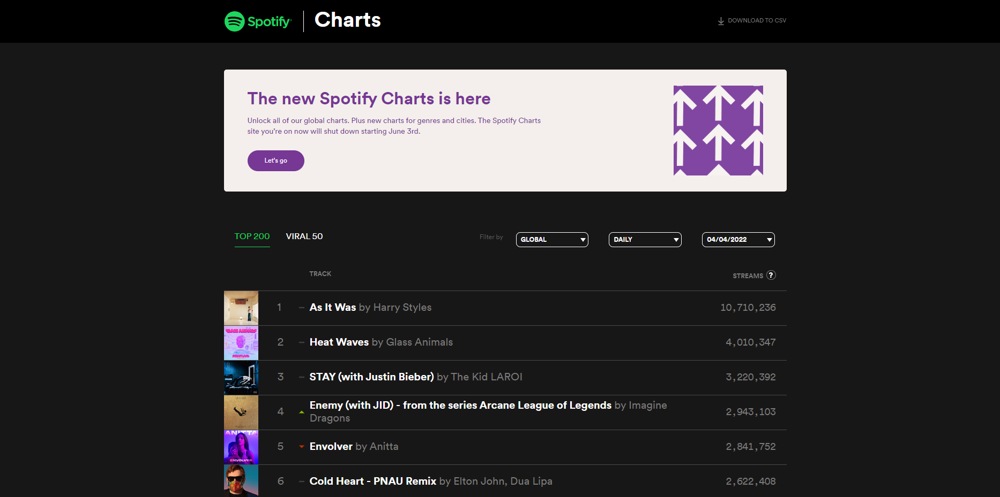 Spotify
Charts
DOWNLOAD TO CSV
The new Spotify Charts is here
Unlock all of our global charts. Plus new charts for genres and cities. The Spotify Charts
site you’re on now will shut down starting June 3rd.
Let's go
TOP 200
VIRAL 50
Filter by
GLOBAL
DAILY
04/04/2022
TRACK
STREAMS ?
1 – As It Was by Harry Styles 10,710,236
GLASS ANIMALS
2 – Heat Waves by Glass Animals 4,010,347
3 – STAY (with Justin Bieber) by The Kid LAROI 3,220,392
Enemy (with JID) - from the series Arcane League of Legends by Imagine
4 2,943,103
Dragons
ANITTA
5 Envolver by Anitta 2,841,752
ENVOLVER
6 – Cold Heart - PNAU Remix by Elton John, Dua Lipa 2,622,408